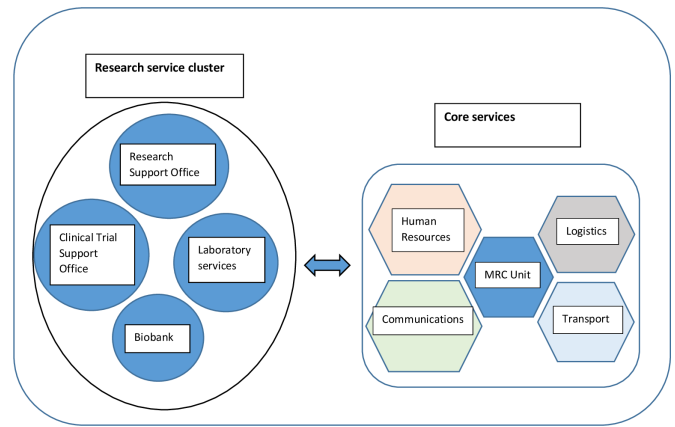 Research service cluster
Research
Support Office
Clinical Trial
Support
Office
Laboratory
services
Biobank
Core services
Human
Resources
Logistics
MRC Unit
Communications
Transport